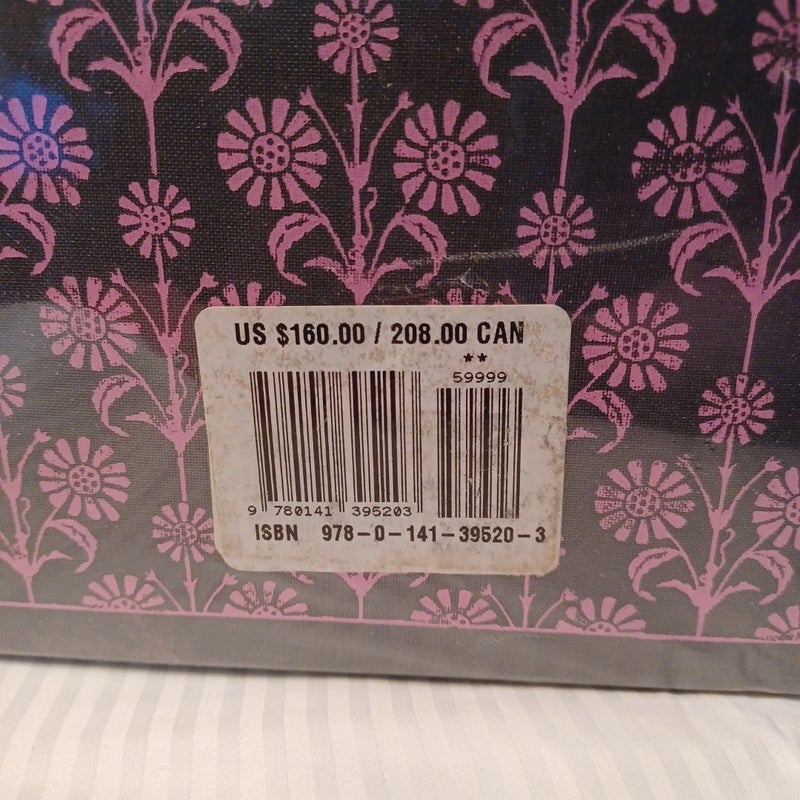 US $160.00 / 208.00 CAN
**
59999
9 780141 395203
ISBN 978-0-141-39520-3